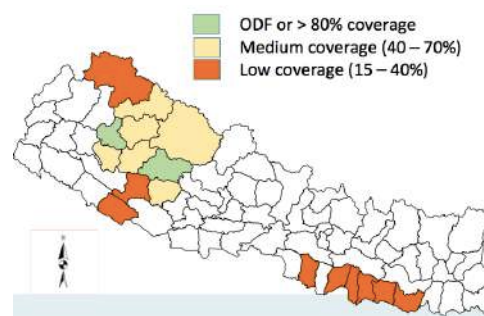 ODF or > 80% coverage
Medium coverage (40 – 70%)
Low coverage (15 – 40%)